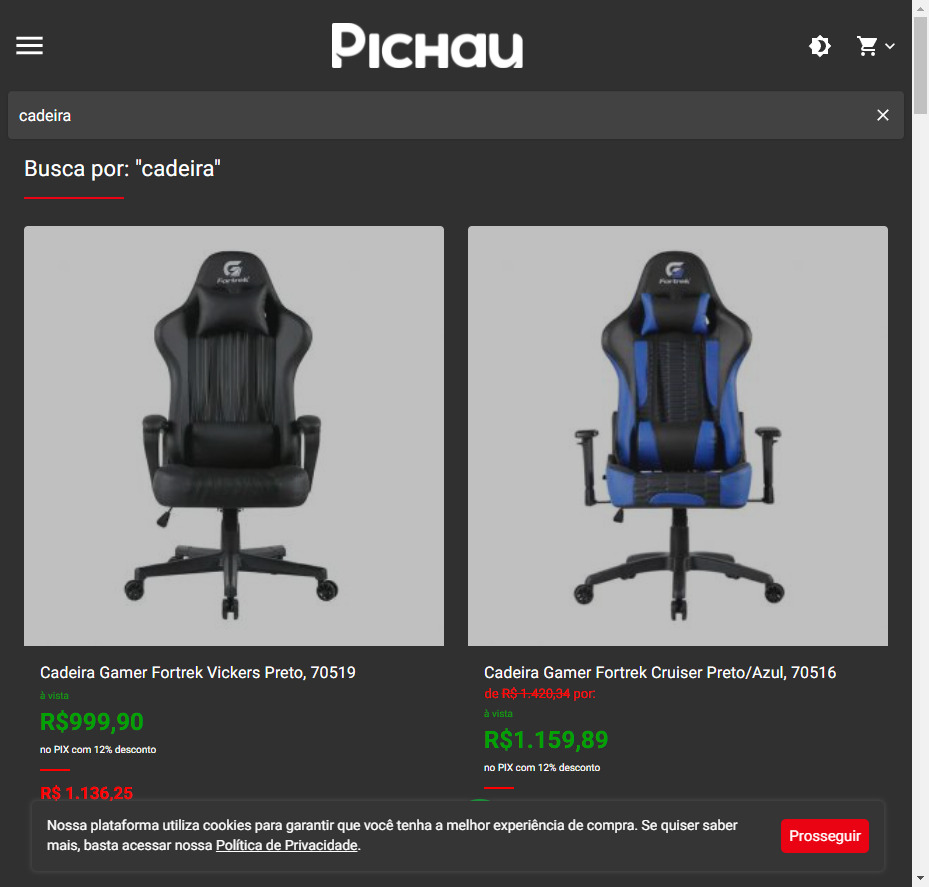 PICHAU
cadeira
Busca por: "cadeira"
Fortrek
Fortrek
Cadeira Gamer Fortrek Vickers Preto, 70519
à vista
R$999,90
no PIX com 12% desconto
R$ 1.136,25
Cadeira Gamer Fortrek Cruiser Preto/Azul, 70516
de R$ 1.420,34 por:
à vista
R$1.159,89
no PIX com 12% desconto
Nossa plataforma utiliza cookies para garantir que você tenha a melhor experiência de compra. Se quiser saber
mais, basta acessar nossa Política de Privacidade.
Prosseguir